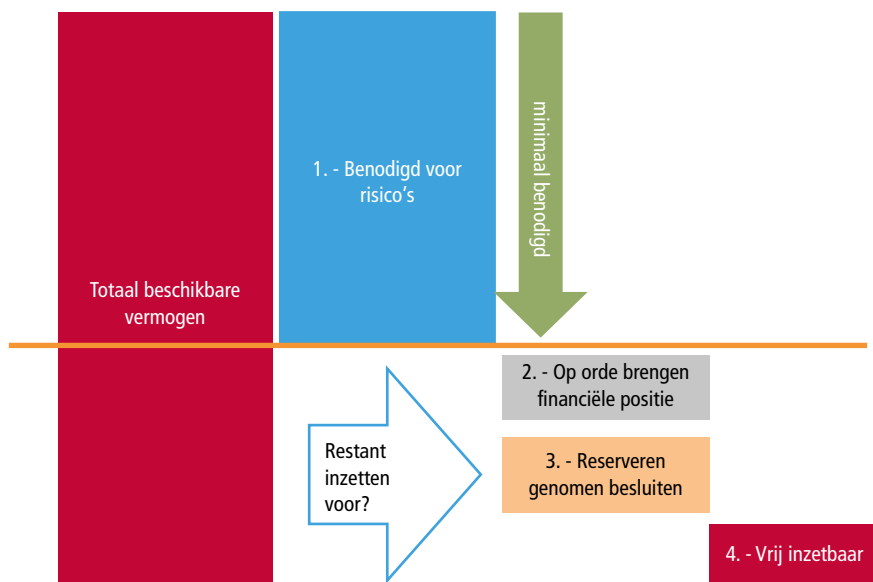 Totaal beschikbare
vermogen
1. - Benodigd voor
risico’s
minimaal benodigd
Restant
inzetten
voor?
2. - Op orde brengen
financiële positie
3. - Reserveren
genomen besluiten
4. - Vrij inzetbaar